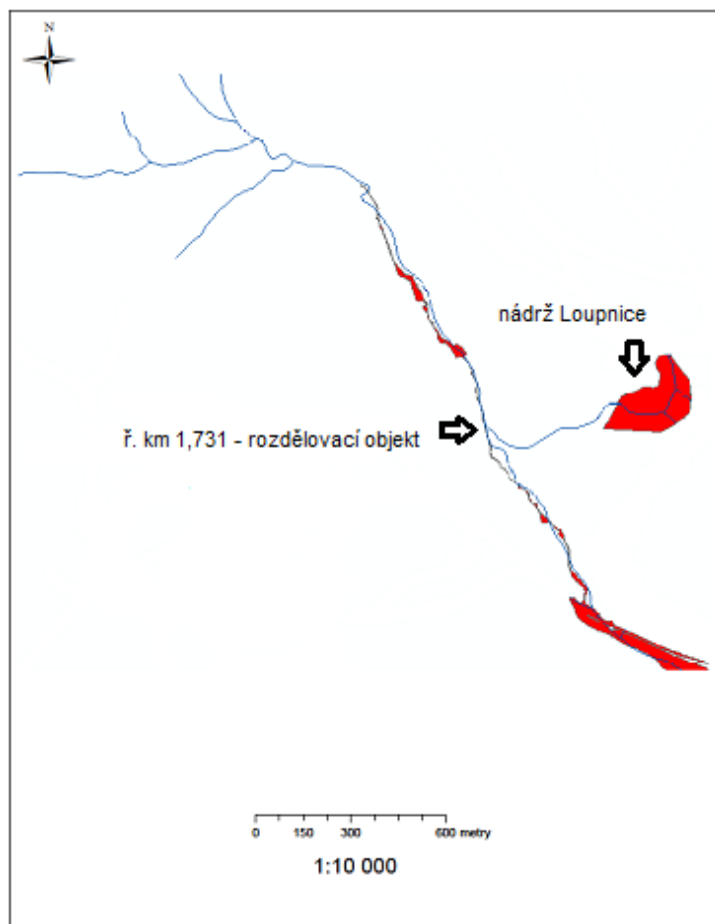 N
nádrž Loupnice
ř. km 1,731 - rozdělovací objekt
0 150 300 600 metry
1:10 000